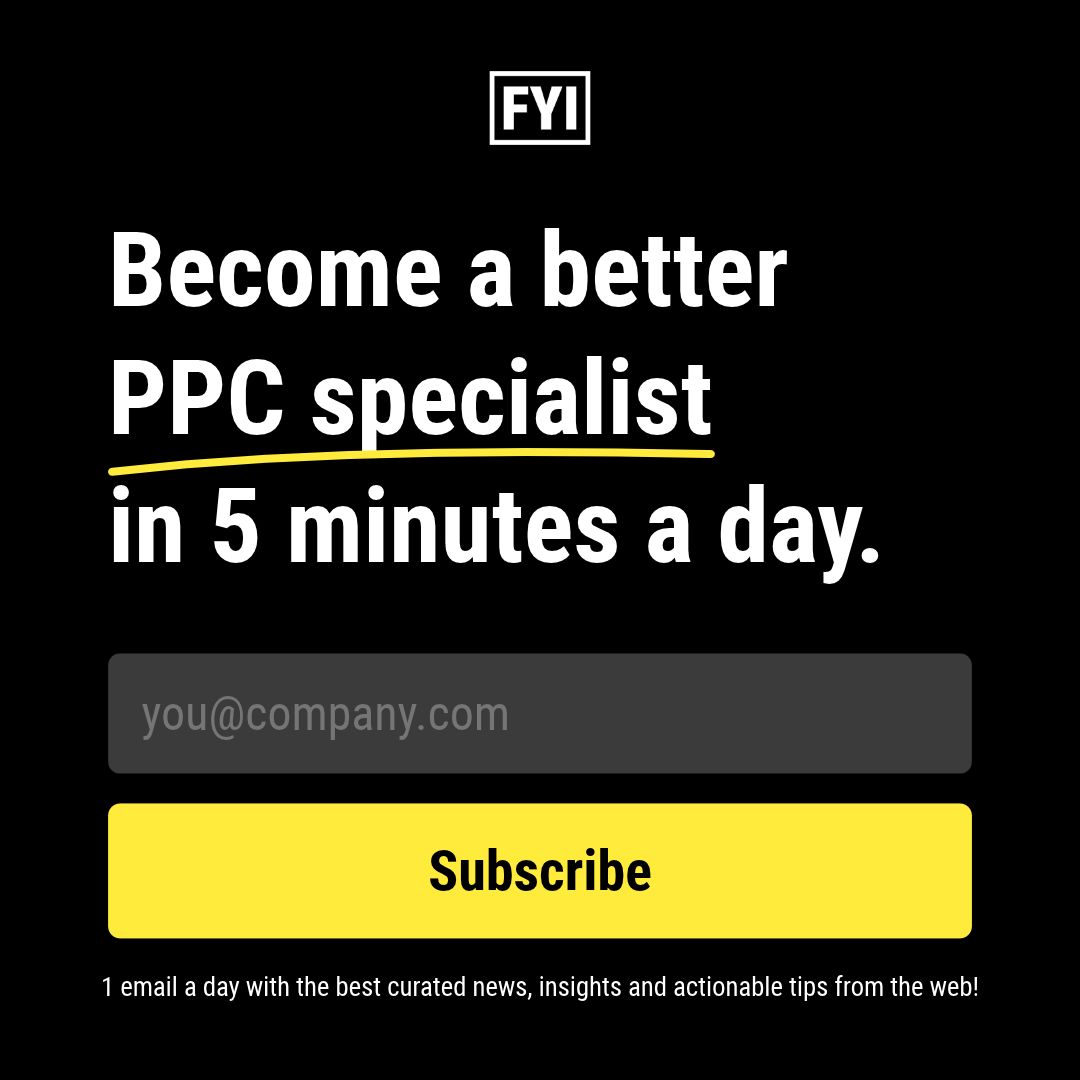 FYI
Become a better
PPC specialist
in 5 minutes a day.
you@company.com
Subscribe
1 email a day with the best curated news, insights and actionable tips from the web!